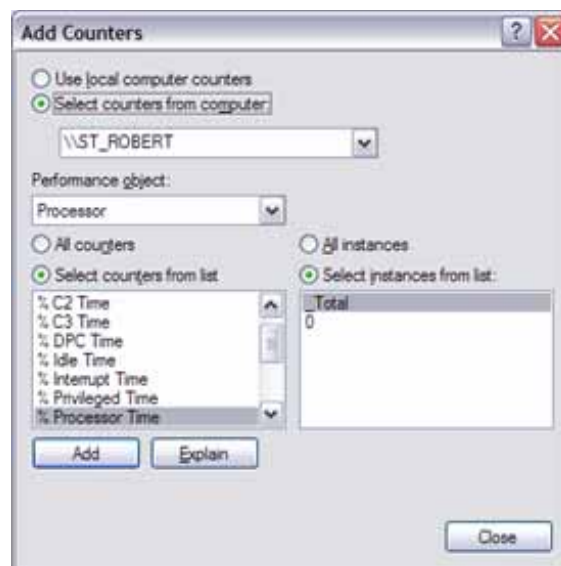 Add Counters
Use local computer counters
Select counters from computer:
\\ST_ROBERT
Performance object:
Processor
All counters
All instances
Select counters from list
Select instances from list:
% C2 Time
% C3 Time
% DPC Time
% Idle Time
% Interrupt Time
% Privileged Time
% Processor Time
_Total
0
Add
Explain
Close